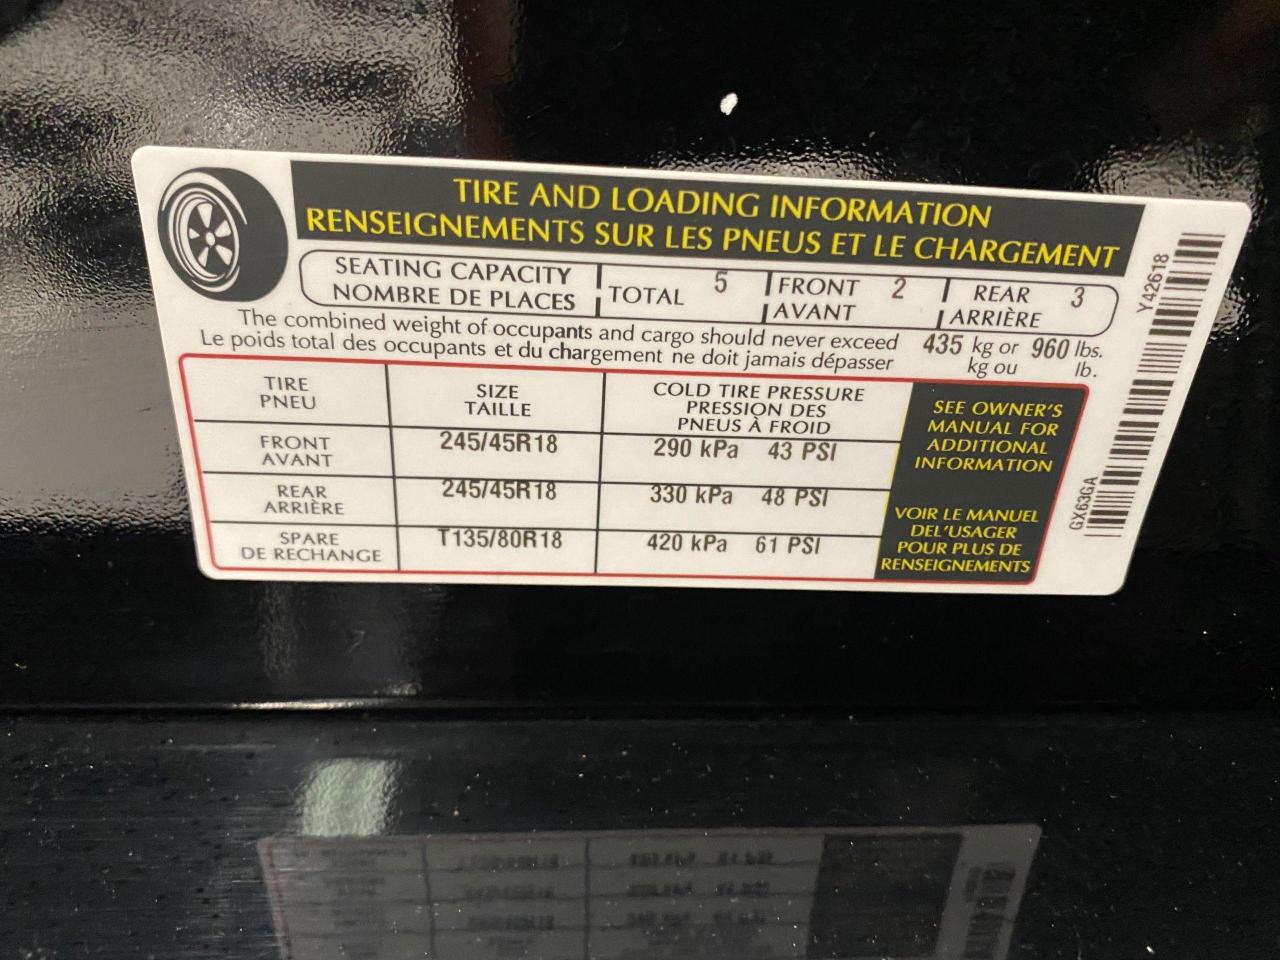 TIRE AND LOADING INFORMATION
RENSEIGNEMENTS SUR LES PNEUS ET LE CHARGEMENT
SEATING CAPACITY
NOMBRE DE PLACES
TOTAL 5
FRONT 2
AVANT
REAR 3
ARRIÈRE
The combined weight of occupants and cargo should never exceed 435 kg or 960 lbs.
Le poids total des occupants et du chargement ne doit jamais dépasser kg ou lb.
TIRE
PNEU
SIZE
TAILLE
COLD TIRE PRESSURE
PRESSION DES
PNEUS À FROID
FRONT
AVANT
245/45R18
290 kPa 43 PSI
REAR
ARRIÈRE
245/45R18
330 kPa 48 PSI
SPARE
DE RECHANGE
T135/80R18
420 kPa 61 PSI
SEE OWNER'S
MANUAL FOR
ADDITIONAL
INFORMATION
VOIR LE MANUEL
DEL'USAGER
POUR PLUS DE
RENSEIGNEMENTS
Y42618
GX63GA